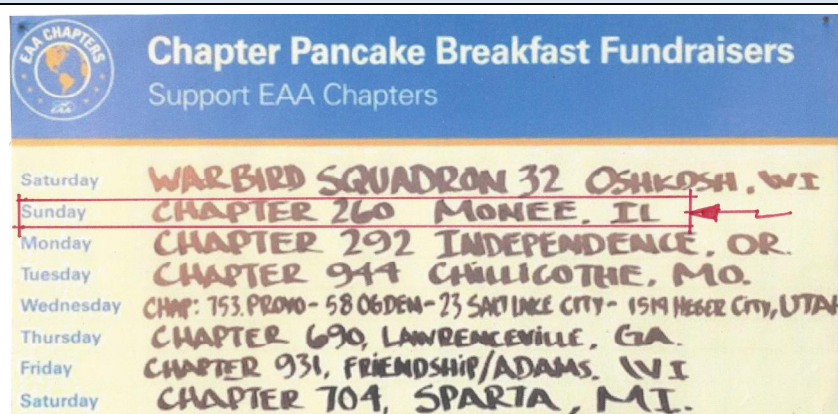 EAA CHAPTERS
EAA
Chapter Pancake Breakfast Fundraisers
Support EAA Chapters
Saturday WARBIRD SQUADRON 32 OSHKOSH, WI
Sunday CHAPTER 260 MONEE, IL
Monday CHAPTER 292 INDEPENDENCE, OR.
Tuesday CHAPTER 944 CHILLICOTHE, MO.
Wednesday CHAP: 753.PROVO - 58 OGDEN - 23 SALT LAKE CITY - 1519 HEBER CITY, UTAH
Thursday CHAPTER 690, LAWRENCEVILLE, GA.
Friday CHAPTER 931, FRIENDSHIP/ADAMS, WI
Saturday CHAPTER 704, SPARTA, MI.